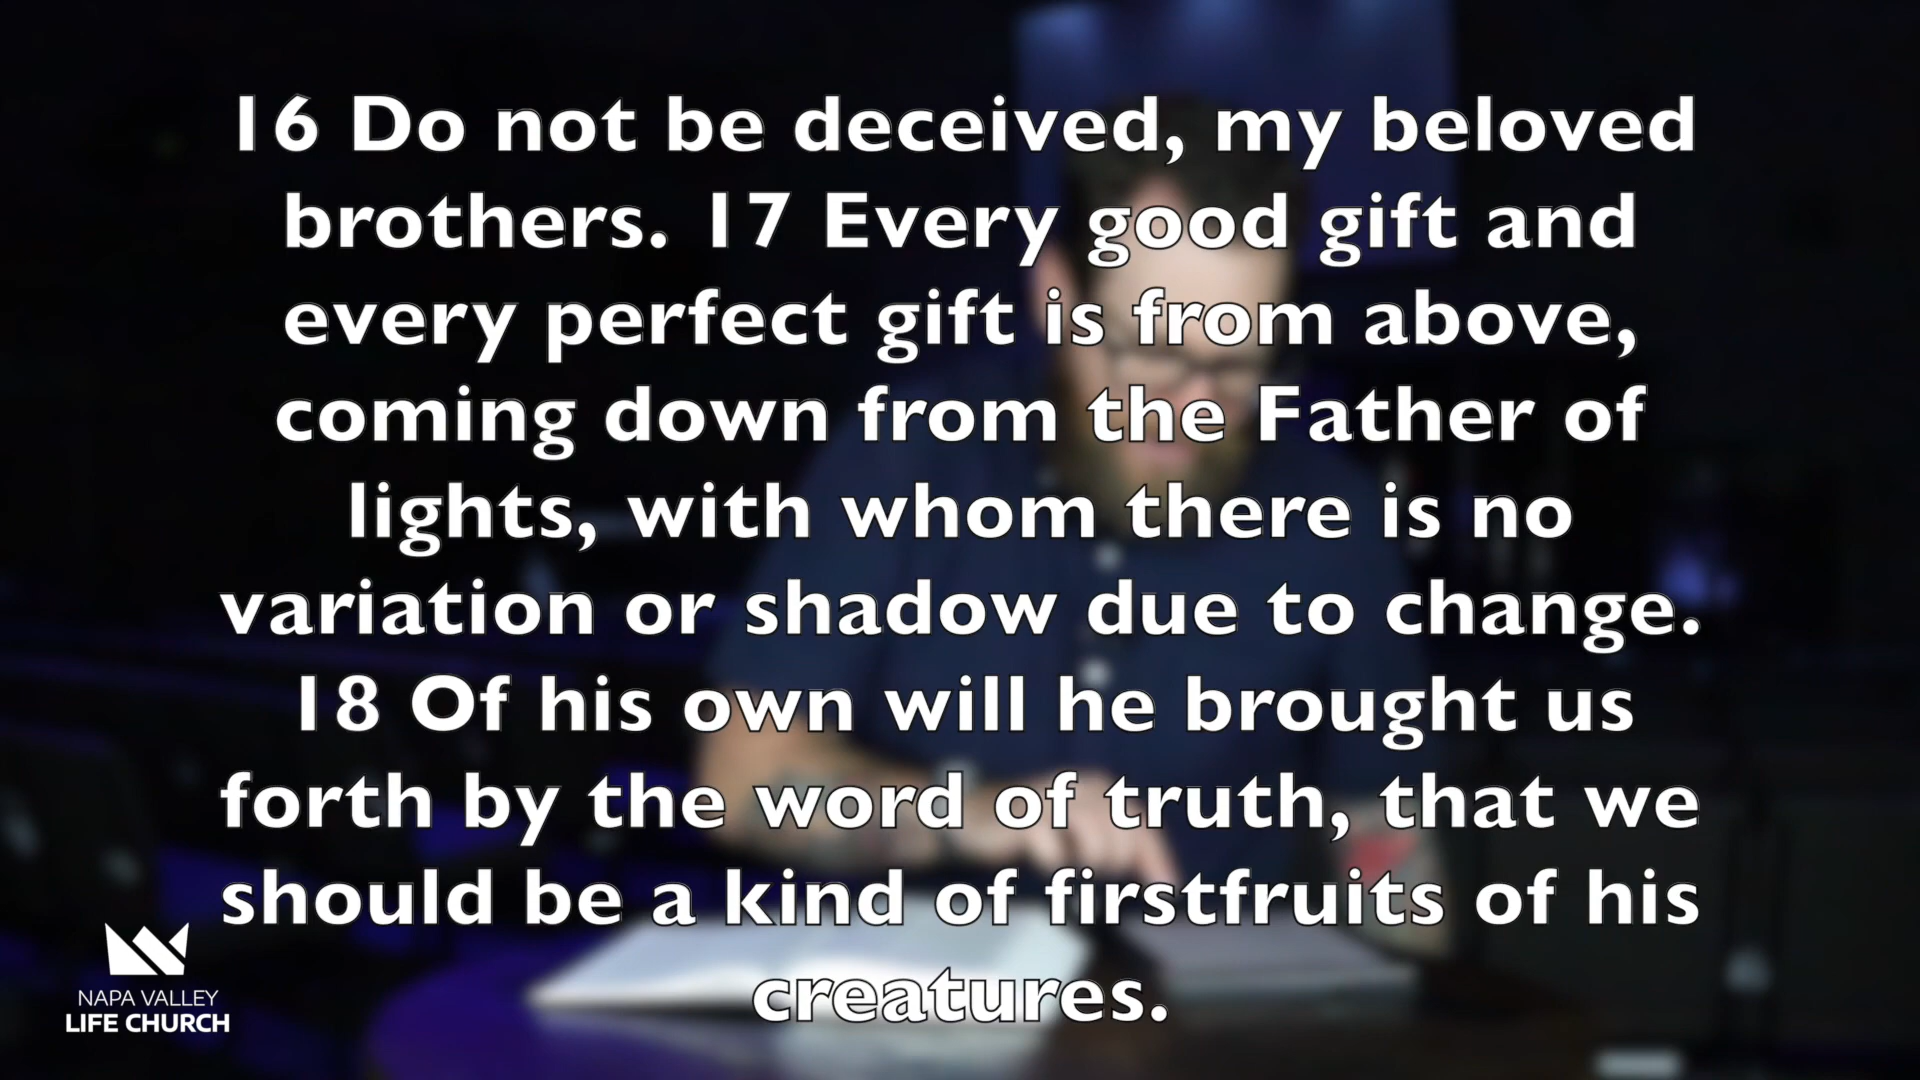 16 Do not be deceived, my beloved
brothers. 17 Every good gift and
every perfect gift is from above,
coming down from the Father of
lights, with whom there is no
variation or shadow due to change.
18 Of his own will he brought us
forth by the word of truth, that we
should be a kind of firstfruits of his
creatures.
NAPA VALLEY
LIFE CHURCH